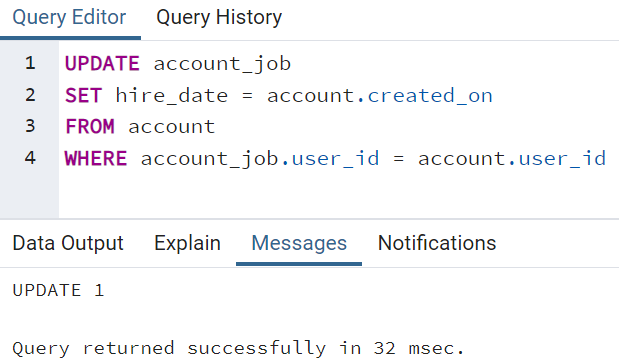 Query Editor Query History
1 UPDATE account_job
2 SET hire_date = account.created_on
3 FROM account
4 WHERE account_job.user_id = account.user_id
Data Output Explain Messages Notifications
UPDATE 1
Query returned successfully in 32 msec.